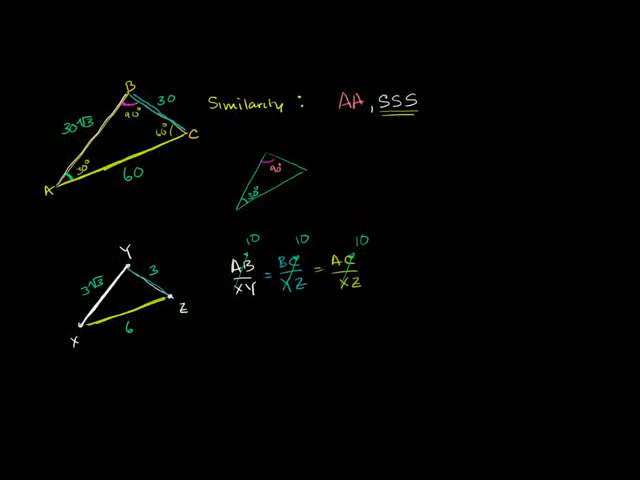 B
30
Similarity : AA, SSS
90°
30√3
60° C
30°
A
60
90°
30°
Y
3
3√3
Z
6
X
10 10 10
AB/XY = BC/XZ = AC/XZ